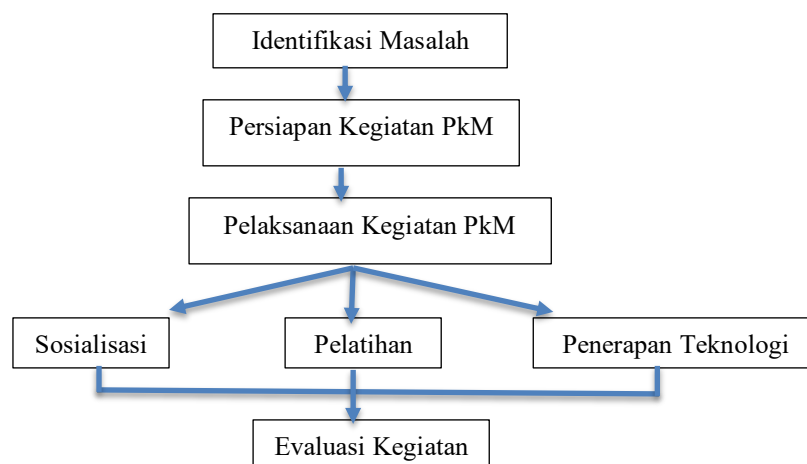 Identifikasi Masalah
Persiapan Kegiatan PkM
Pelaksanaan Kegiatan PkM
Sosialisasi
Pelatihan
Penerapan Teknologi
Evaluasi Kegiatan